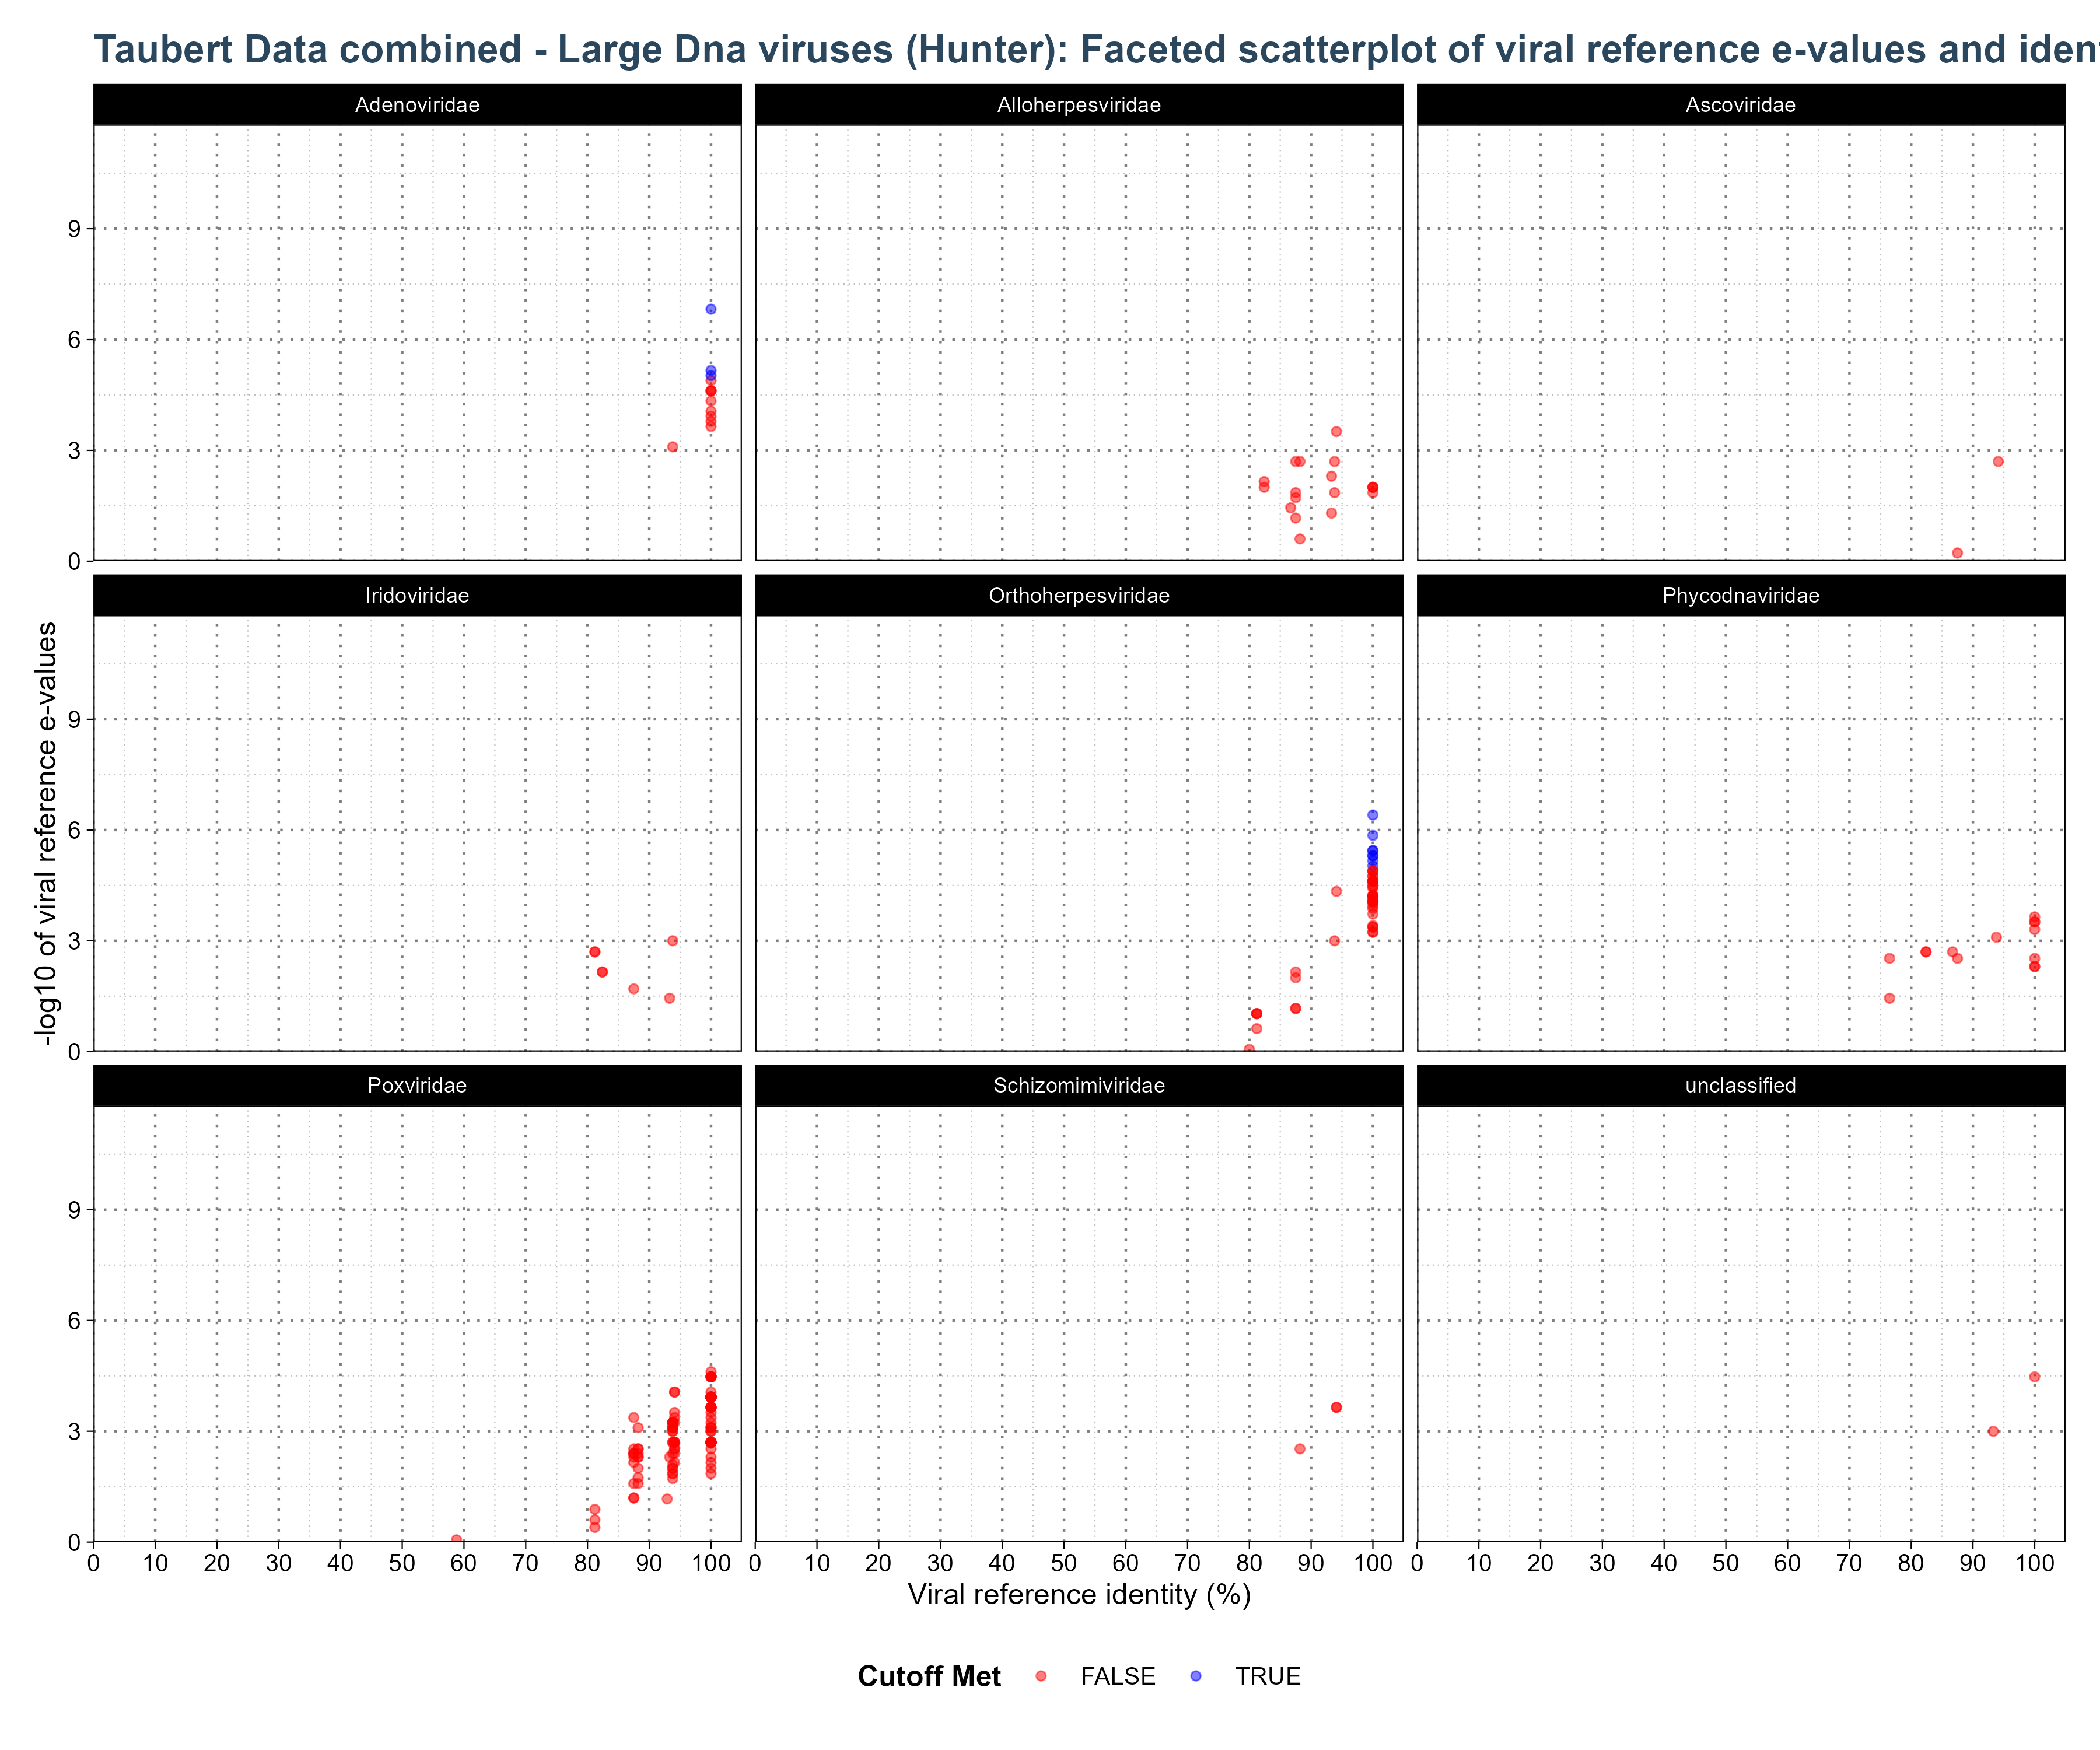 Taubert Data combined - Large Dna viruses (Hunter): Faceted scatterplot of viral reference e-values and iden
Adenoviridae Alloherpesviridae Ascoviridae
9
6
3
0
Iridoviridae Orthoherpesviridae Phycodnaviridae
9
6
3
0
-log10 of viral reference e-values
Poxviridae Schizomimiviridae unclassified
9
6
3
0
0 10 20 30 40 50 60 70 80 90 100 0 10 20 30 40 50 60 70 80 90 100 0 10 20 30 40 50 60 70 80 90 100
Viral reference identity (%)
Cutoff Met FALSE TRUE